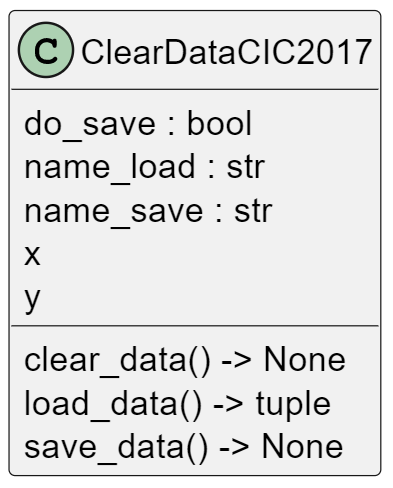 C ClearDataCIC2017
do_save : bool
name_load : str
name_save : str
x
y
clear_data() -> None
load_data() -> tuple
save_data() -> None